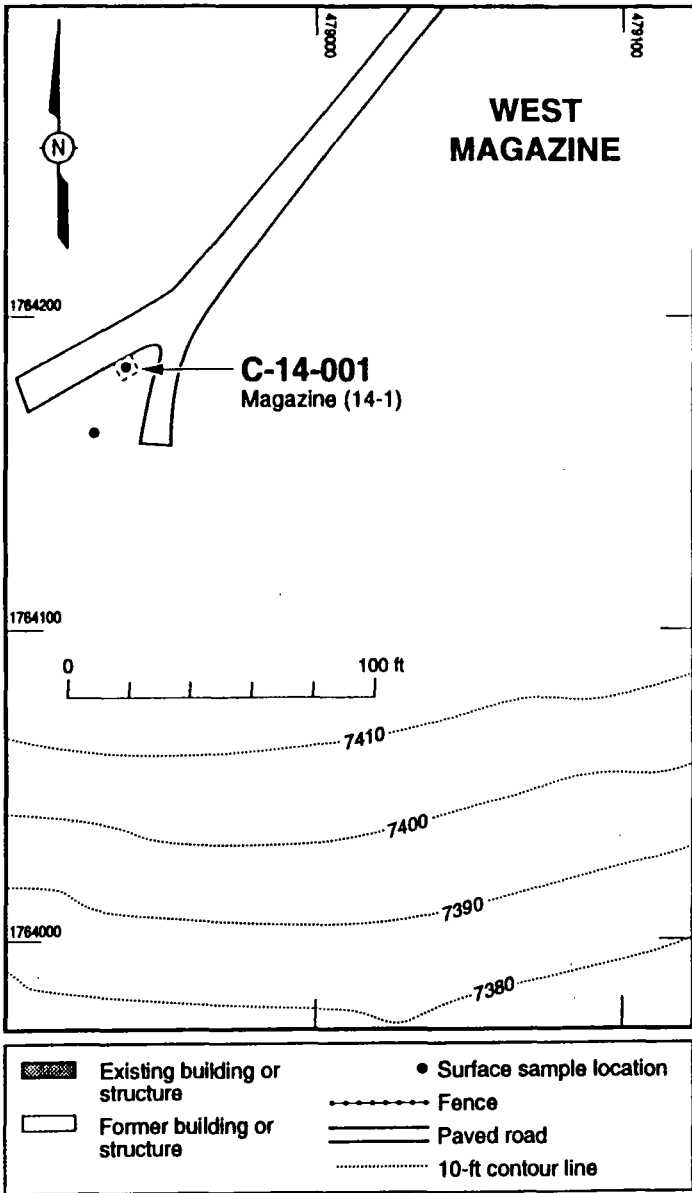 479000
479100
WEST
MAGAZINE
N
1764200
C-14-001
Magazine (14-1)
1764100
0 100 ft
7410
7400
7390
1764000
7380
Existing building or
structure
Former building or
structure
Surface sample location
Fence
Paved road
10-ft contour line